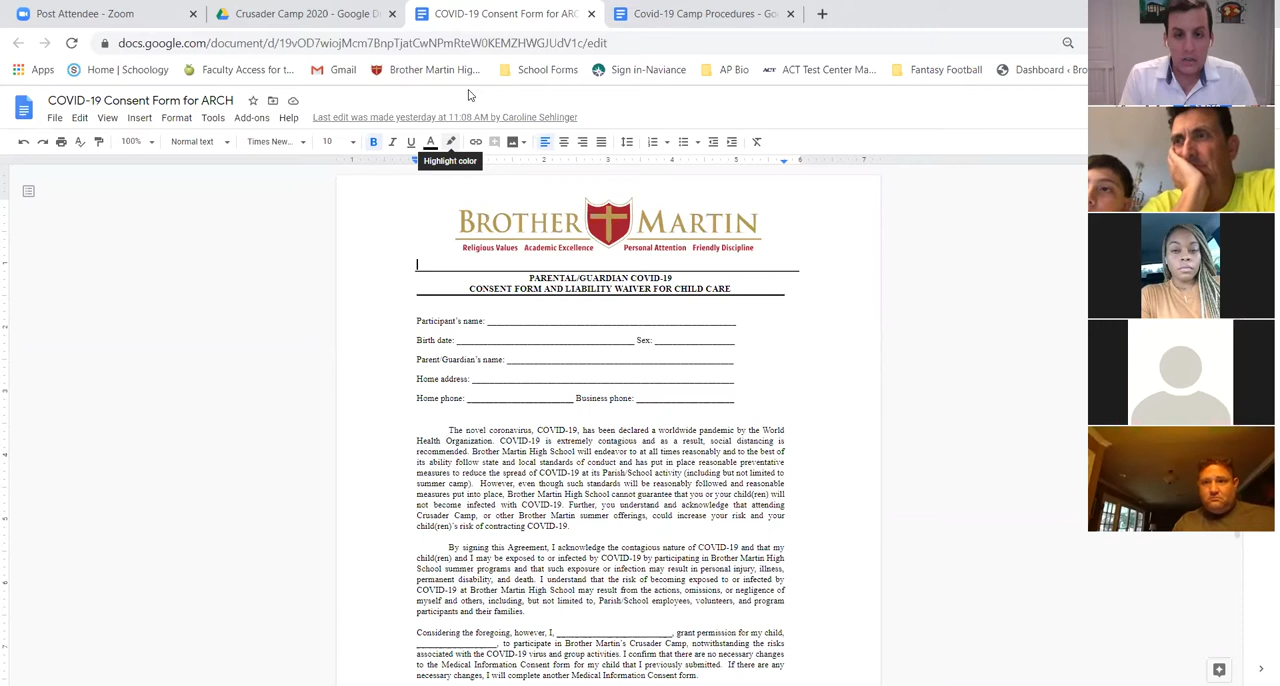 Post Attendee - Zoom
Crusader Camp 2020 - Google D
COVID-19 Consent Form for ARC
Covid-19 Camp Procedures - Go
docs.google.com/document/d/19vOD7wiojMcm7BnpTjatCwNPmRteW0KEMZHWGJUdV1c/edit
Apps
Home | Schoology
Faculty Access for t...
Gmail
Brother Martin Hig...
School Forms
Sign in-Naviance
AP Bio
ACT ACT Test Center Ma...
Fantasy Football
Dashboard ‹ Bro
COVID-19 Consent Form for ARCH
File Edit View Insert Format Tools Add-ons Help
Last edit was made yesterday at 11:08 AM by Caroline Sehlinger
100% Normal text Times New... 10 B I U A
Highlight color
1 1 2 3 4 5 6 7
BROTHER MARTIN
Religious Values Academic Excellence Personal Attention Friendly Discipline
PARENTAL/GUARDIAN COVID-19
CONSENT FORM AND LIABILITY WAIVER FOR CHILD CARE
Participant's name:
Birth date: Sex:
Parent/Guardian's name:
Home address:
Home phone: Business phone:
The novel coronavirus, COVID-19, has been declared a worldwide pandemic by the World
Health Organization. COVID-19 is extremely contagious and as a result, social distancing is
recommended. Brother Martin High School will endeavor to at all times reasonably and to the best of
its ability follow state and local standards of conduct and has put in place reasonable preventative
measures to reduce the spread of COVID-19 at its Parish/School activity (including but not limited to
summer camp). However, even though such standards will be reasonably followed and reasonable
measures put into place, Brother Martin High School cannot guarantee that you or your child(ren) will
not become infected with COVID-19. Further, you understand and acknowledge that attending
Crusader Camp, or other Brother Martin summer offerings, could increase your risk and your
child(ren)'s risk of contracting COVID-19.
By signing this Agreement, I acknowledge the contagious nature of COVID-19 and that my
child(ren) and I may be exposed to or infected by COVID-19 by participating in Brother Martin High
School summer programs and that such exposure or infection may result in personal injury, illness,
permanent disability, and death. I understand that the risk of becoming exposed to or infected by
COVID-19 at Brother Martin High School may result from the actions, omissions, or negligence of
myself and others, including, but not limited to, Parish/School employees, volunteers, and program
participants and their families.
Considering the foregoing, however, I, ______, grant permission for my child,
______, to participate in Brother Martin's Crusader Camp, notwithstanding the risks
associated with the COVID-19 virus and group activities. I confirm that there are no necessary changes
to the Medical Information Consent form for my child that I previously submitted. If there are any
necessary changes, I will complete another Medical Information Consent form.